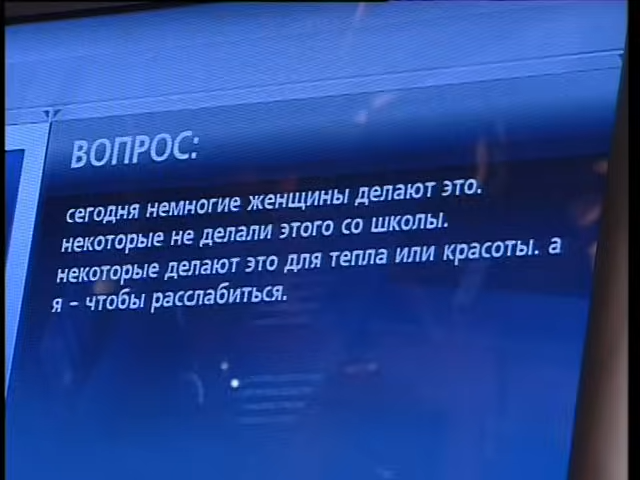 ВОПРОС:
сегодня немногие женщины делают это.
некоторые не делали этого со школы.
некоторые делают это для тепла или красоты. а
я – чтобы расслабиться.